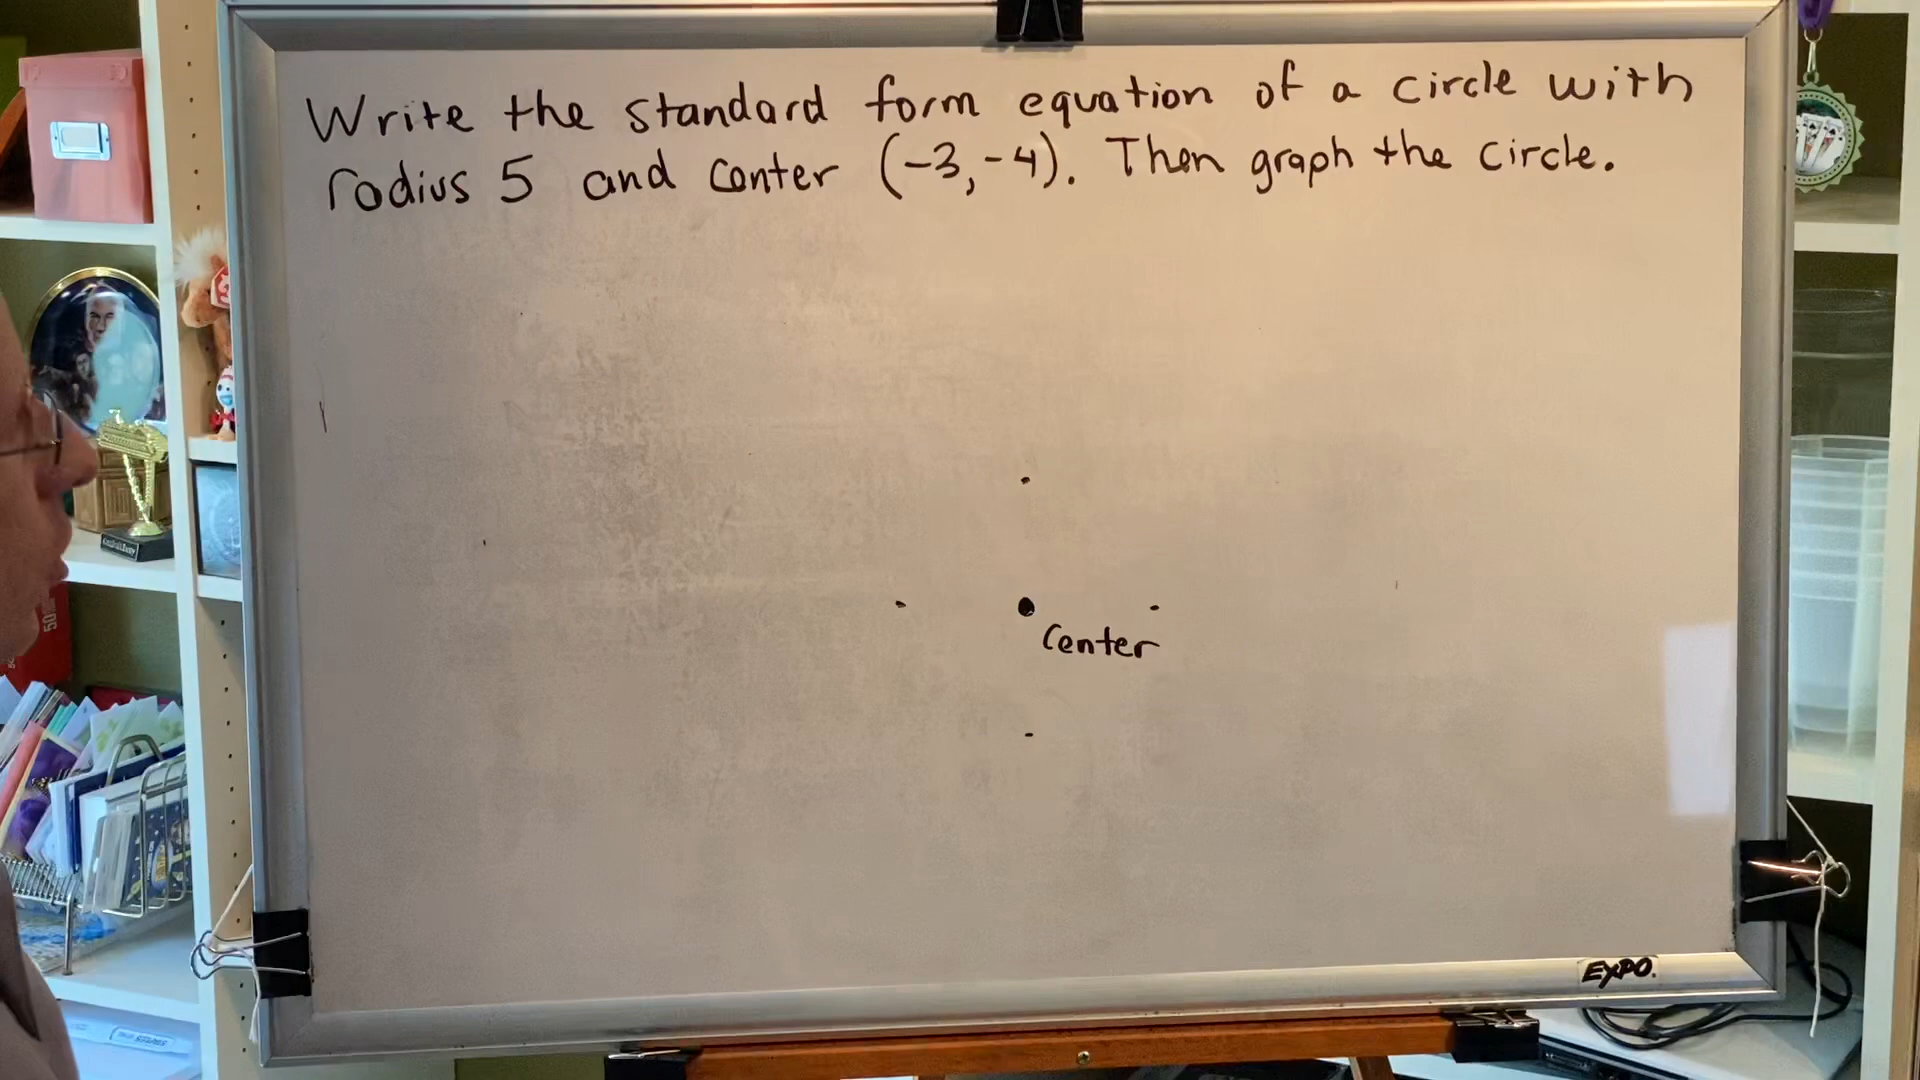 Write the standard form equation of a circle with
radius 5 and center (-3,-4). Then graph the circle.
Center
EXPO.